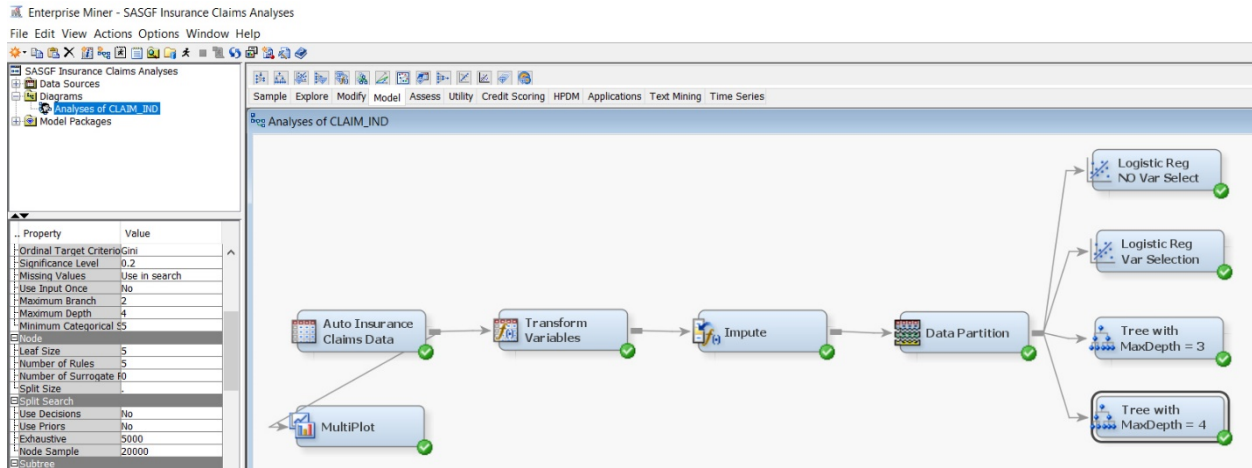 Enterprise Miner - SASGF Insurance Claims Analyses
File Edit View Actions Options Window Help
SASGF Insurance Claims Analyses
Data Sources
Diagrams
Analyses of CLAIM_IND
Model Packages
.. Property Value
Ordinal Target Criterio Gini
Significance Level 0.2
Missing Values Use in search
Use Input Once No
Maximum Branch 2
Maximum Depth 4
Minimum Categorical S 5
Node
Leaf Size 5
Number of Rules 5
Number of Surrogate R 0
Split Size .
Split Search
Use Decisions No
Use Priors No
Exhaustive 5000
Node Sample 20000
Subtree
Sample Explore Modify Model Assess Utility Credit Scoring HPDM Applications Text Mining Time Series
Analyses of CLAIM_IND
Auto Insurance
Claims Data
MultiPlot
Transform
Variables
Impute
Data Partition
Logistic Reg
NO Var Select
Logistic Reg
Var Selection
Tree with
MaxDepth = 3
Tree with
MaxDepth = 4